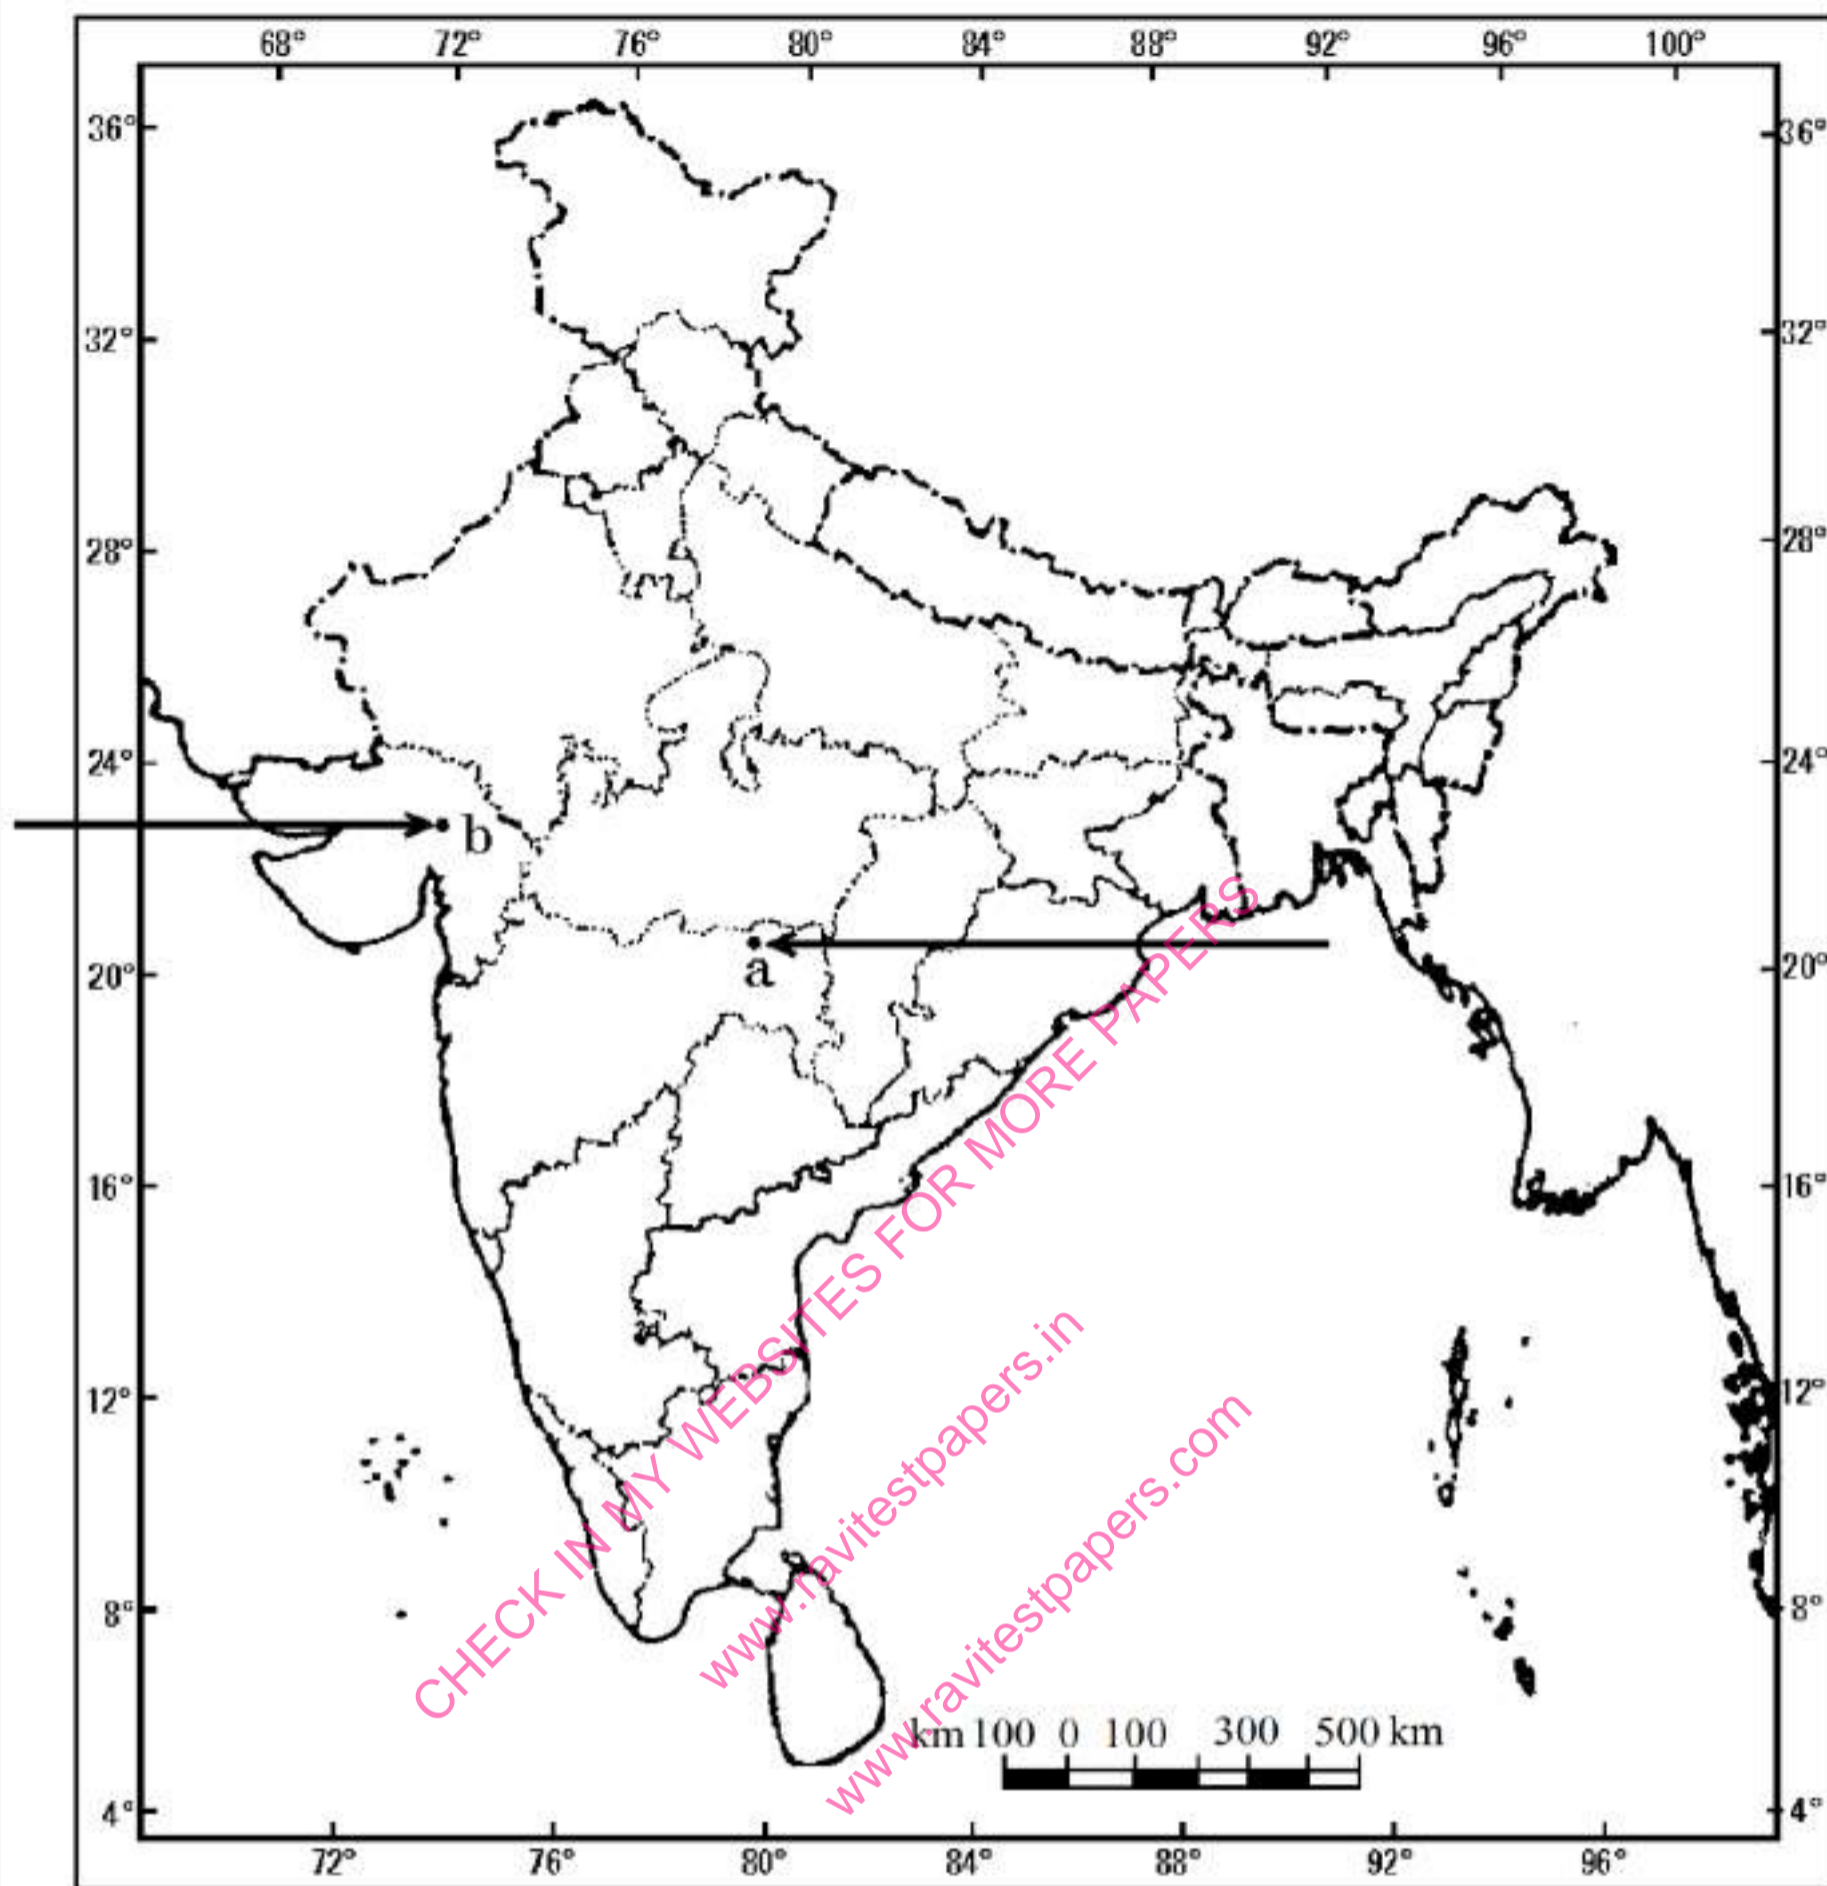 68° 72° 76° 80° 84° 88° 92° 96° 100°
36° 36°
32° 32°
28° 28°
24° 24°
b
a
20° 20°
16° 16°
12° 12°
8° 8°
4° 4°
CHECK IN MY WEBSITES FOR MORE PAPERS
www.ravitestpapers.in
www.ravitestpapers.com
km 100 0 100 300 500 km
72° 76° 80° 84° 88° 92° 96°